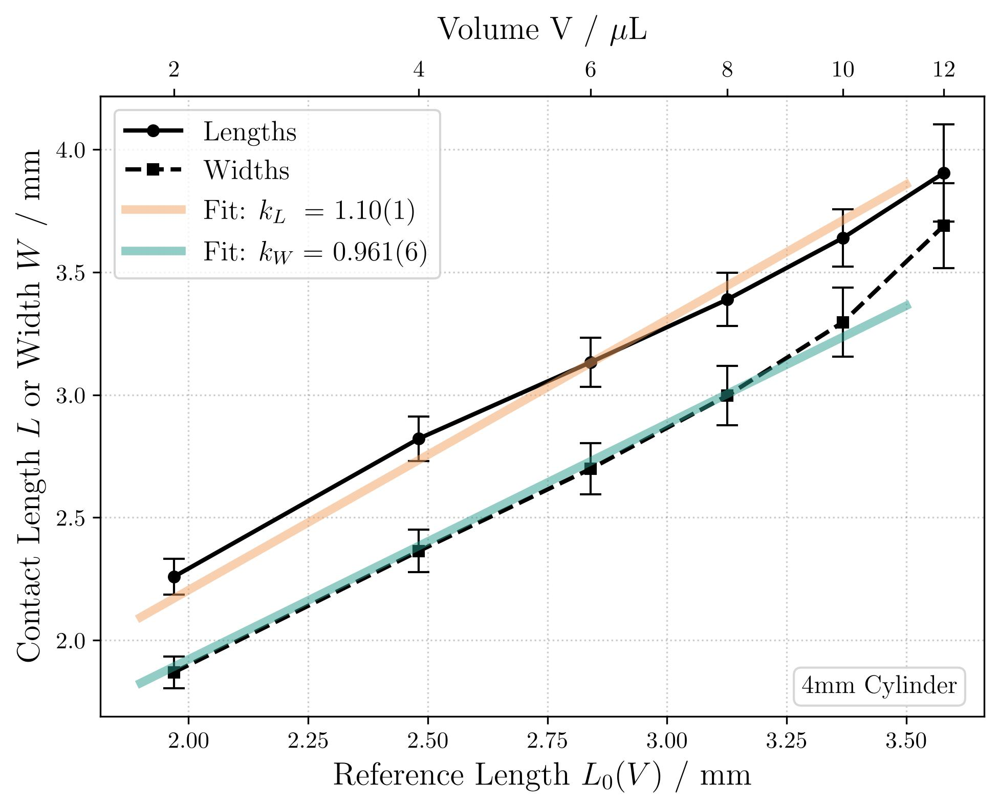 Volume V / μL
2 4 6 8 10 12
Lengths
Widths
Fit: k_L = 1.10(1)
Fit: k_W = 0.961(6)
Contact Length L or Width W / mm
4.0
3.5
3.0
2.5
2.0
4mm Cylinder
2.00 2.25 2.50 2.75 3.00 3.25 3.50
Reference Length L_0(V) / mm